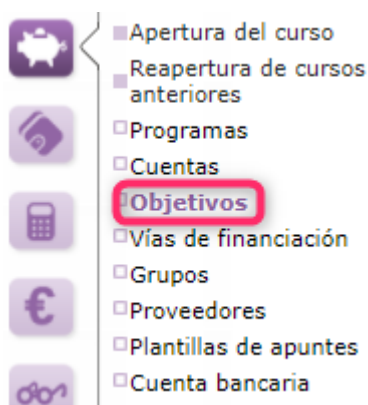 Apertura del curso
Reapertura de cursos
anteriores
Programas
Cuentas
Objetivos
Vías de financiación
Grupos
Proveedores
Plantillas de apuntes
Cuenta bancaria
€